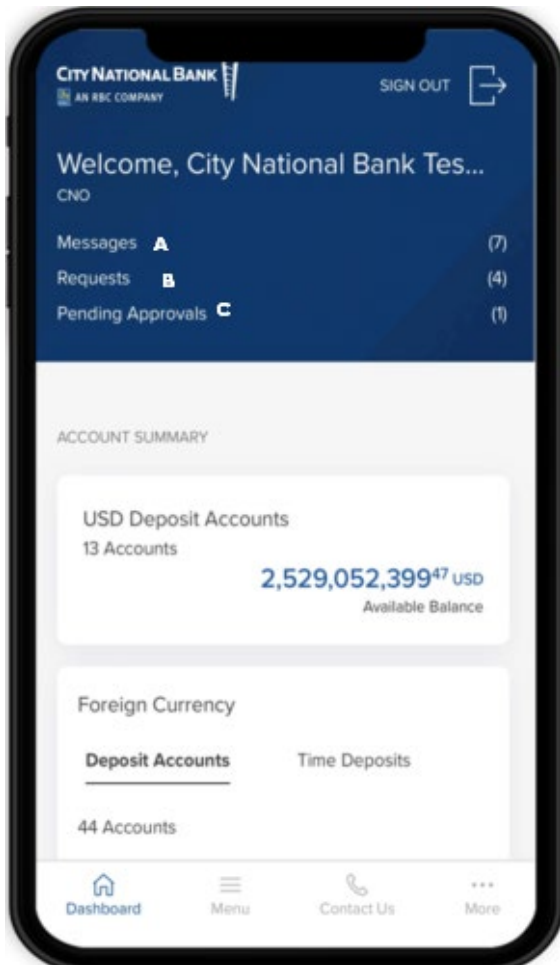 CITY NATIONAL BANK
AN RBC COMPANY
SIGN OUT
Welcome, City National Bank Tes...
CNO
Messages A (7)
Requests B (4)
Pending Approvals C (1)
ACCOUNT SUMMARY
USD Deposit Accounts
13 Accounts
2,529,052,399⁴⁷ USD
Available Balance
Foreign Currency
Deposit Accounts Time Deposits
44 Accounts
Dashboard Menu Contact Us More